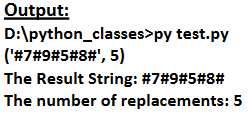 Output:
D:\python_classes>py test.py
('#7#9#5#8#', 5)
The Result String: #7#9#5#8#
The number of replacements: 5